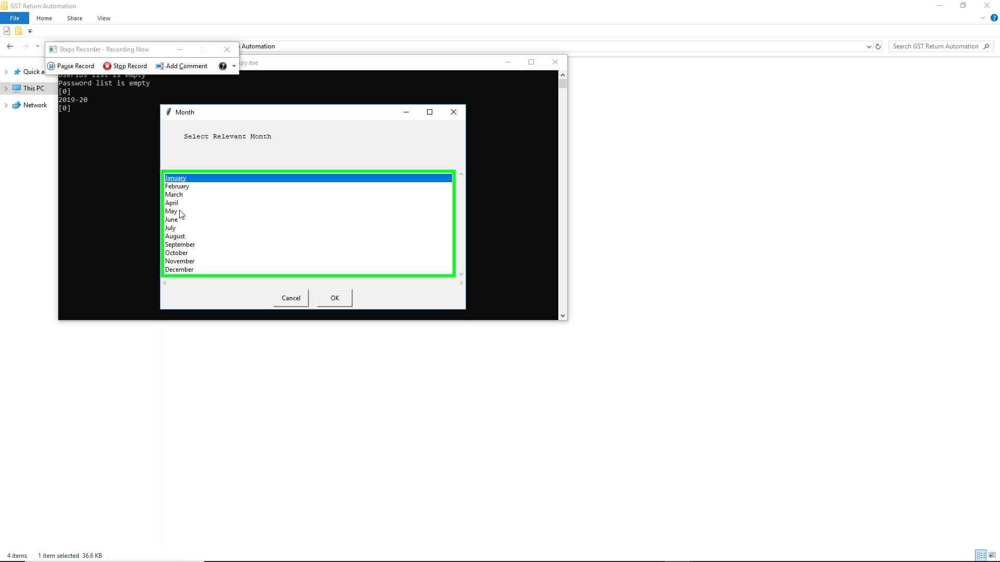 GST Return Automation
File Home Share View
Automation
Search GST Return Automation
Steps Recorder - Recording Now
Pause Record Stop Record Add Comment
py.exe
Quick
This PC
Network
list is empty
Password list is empty
[0]
2019-20
[0]
Month
Select Relevant Month
January
February
March
April
May
June
July
August
September
October
November
December
Cancel OK
4 items 1 item selected 36.6 KB